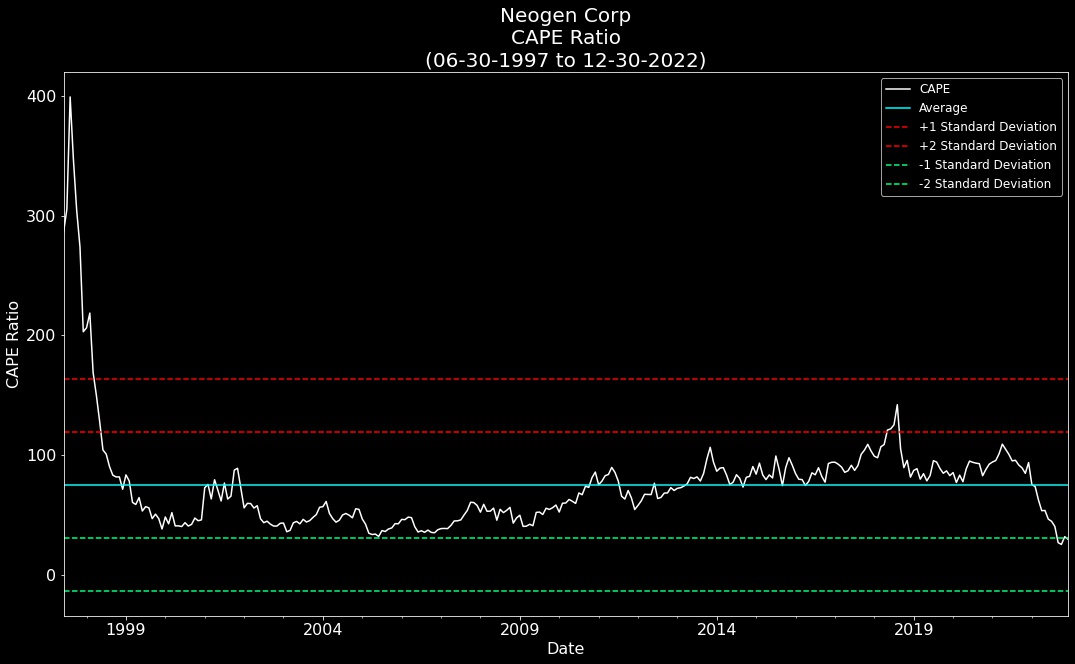 Neogen Corp
CAPE Ratio
(06-30-1997 to 12-30-2022)
CAPE
Average
+1 Standard Deviation
+2 Standard Deviation
-1 Standard Deviation
-2 Standard Deviation
CAPE Ratio
400
300
200
100
0
1999
2004
2009
2014
2019
Date